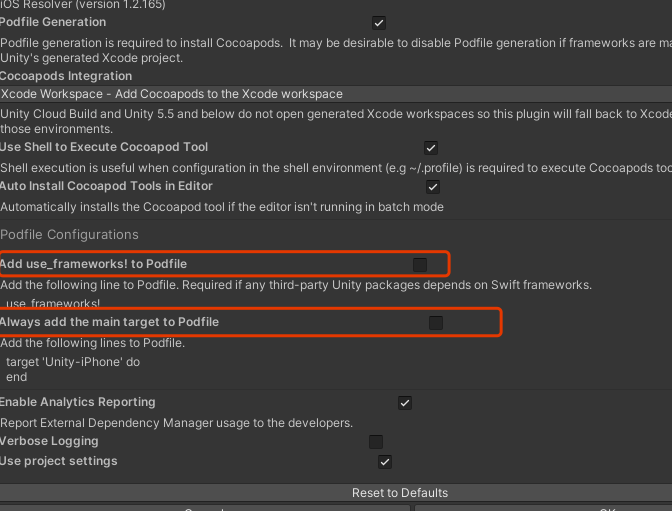 iOS Resolver (version 1.2.165)
Podfile Generation
Podfile generation is required to install Cocoapods. It may be desirable to disable Podfile generation if frameworks are
Unity's generated Xcode project.
Cocoapods Integration
Xcode Workspace - Add Cocoapods to the Xcode workspace
Unity Cloud Build and Unity 5.5 and below do not open generated Xcode workspaces so this plugin will fall back to
those environments.
Use Shell to Execute Cocoapod Tool
Shell execution is useful when configuration in the shell environment (e.g ~/.profile) is required to execute Cocoapods
Auto Install Cocoapod Tools in Editor
Automatically installs the Cocoapod tool if the editor isn't running in batch mode
Podfile Configurations
Add use_frameworks! to Podfile
Add the following line to Podfile. Required if any third-party Unity packages depends on Swift frameworks.
use_frameworks!
Always add the main target to Podfile
Add the following lines to Podfile.
target 'Unity-iPhone' do
end
Enable Analytics Reporting
Report External Dependency Manager usage to the developers.
Verbose Logging
Use project settings
Reset to Defaults